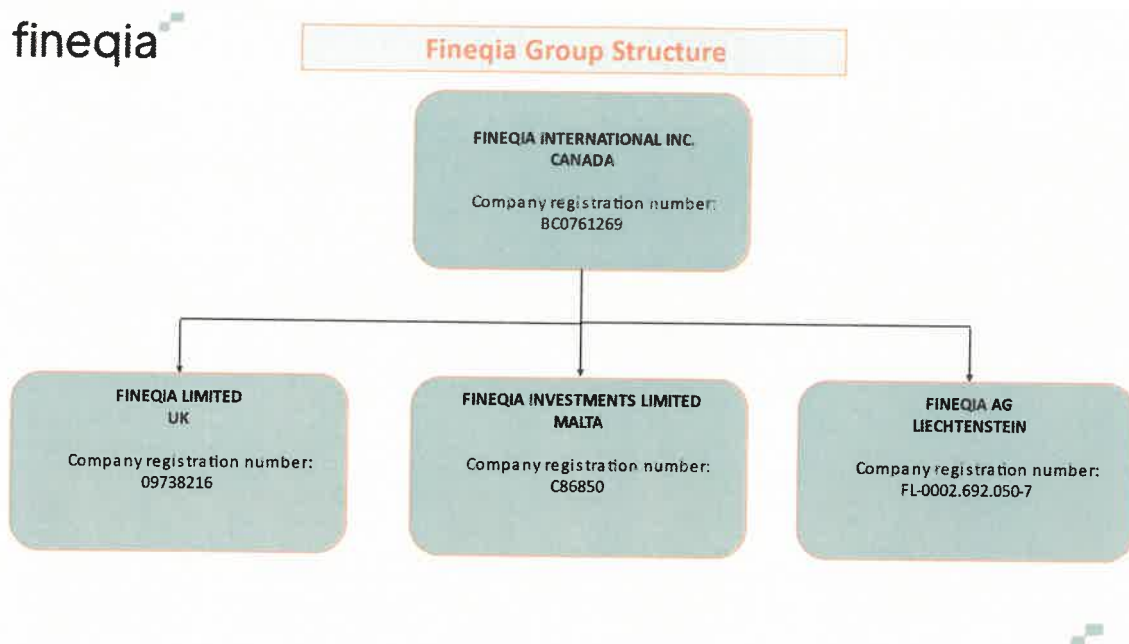 fineqia
Fineqia Group Structure
FINEQIA INTERNATIONAL INC.
CANADA
Company registration number:
BC0761269
FINEQIA LIMITED
UK
Company registration number:
09738216
FINEQIA INVESTMENTS LIMITED
MALTA
Company registration number:
C86850
FINEQIA AG
LIECHTENSTEIN
Company registration number:
FL-0002.692.050-7